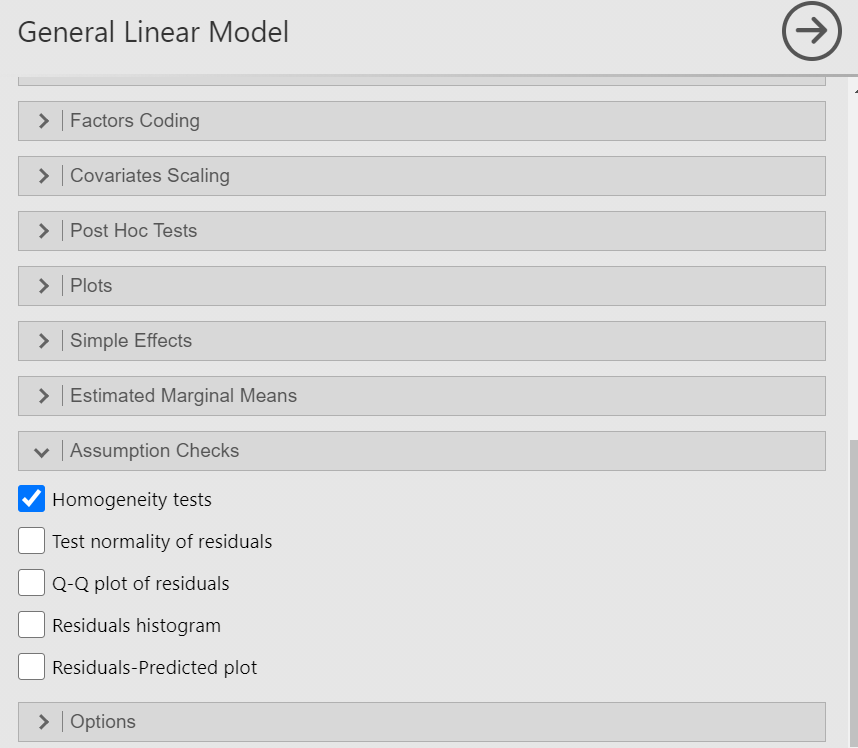 General Linear Model
Factors Coding
Covariates Scaling
Post Hoc Tests
Plots
Simple Effects
Estimated Marginal Means
Assumption Checks
Homogeneity tests
Test normality of residuals
Q-Q plot of residuals
Residuals histogram
Residuals-Predicted plot
Options